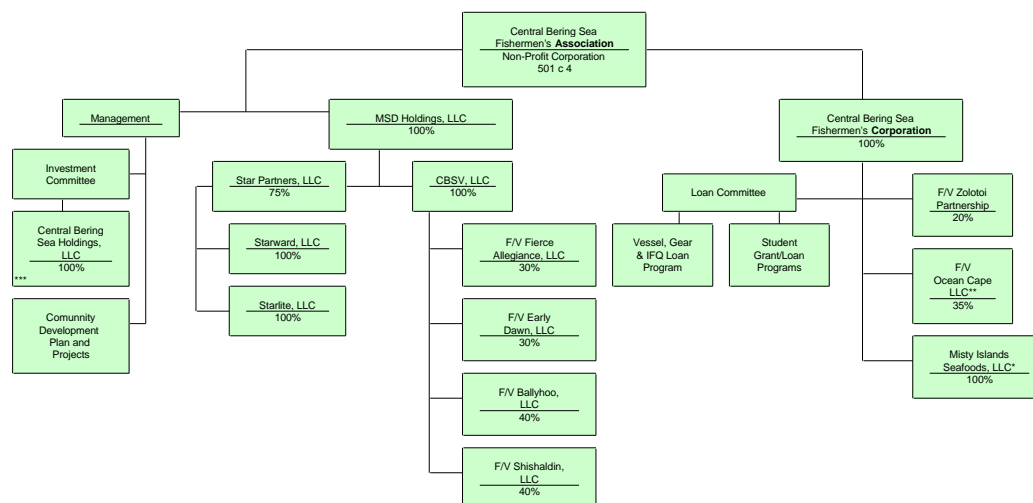 Central Bering Sea
Fishermen's Association
Non-Profit Corporation
501 c 4
Management
MSD Holdings, LLC
100%
Central Bering Sea
Fishermen's Corporation
100%
Investment
Committee
Star Partners, LLC
75%
CBSV, LLC
100%
Loan Committee
F/V Zolotoi
Partnership
20%
Central Bering
Sea Holdings,
LLC
100%
***
Starward, LLC
100%
F/V Fierce
Allegiance, LLC
30%
Vessel, Gear
& IFQ Loan
Program
Student
Grant/Loan
Programs
F/V
Ocean Cape
LLC**
35%
Comunnity
Development
Plan and
Projects
Starlite, LLC
100%
F/V Early
Dawn, LLC
30%
Misty Islands
Seafoods, LLC*
100%
F/V Ballyhoo,
LLC
40%
F/V Shishaldin,
LLC
40%